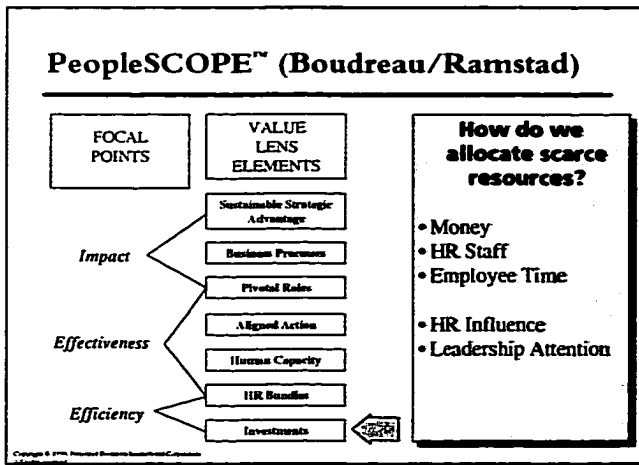 PeopleSCOPE™ (Boudreau/Ramstad)
FOCAL
POINTS
VALUE
LENS
ELEMENTS
Sustainable Strategic
Advantage
Impact
Business Processes
Pivotal Roles
Aligned Action
Effectiveness
Human Capacity
HR Bundles
Efficiency
Investments
How do we
allocate scarce
resources?
• Money
• HR Staff
• Employee Time
• HR Influence
• Leadership Attention